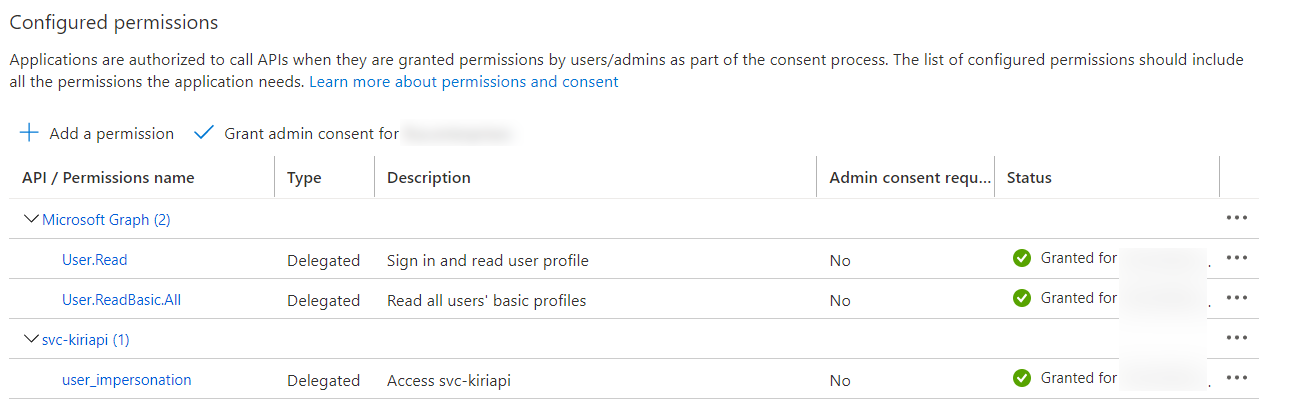 Configured permissions
Applications are authorized to call APIs when they are granted permissions by users/admins as part of the consent process. The list of configured permissions should include
all the permissions the application needs. Learn more about permissions and consent
Add a permission Grant admin consent for
API / Permissions name Type Description Admin consent requ... Status
Microsoft Graph (2)
User.Read Delegated Sign in and read user profile No Granted for
User.ReadBasic.All Delegated Read all users' basic profiles No Granted for
svc-kiriapi (1)
user_impersonation Delegated Access svc-kiriapi No Granted for